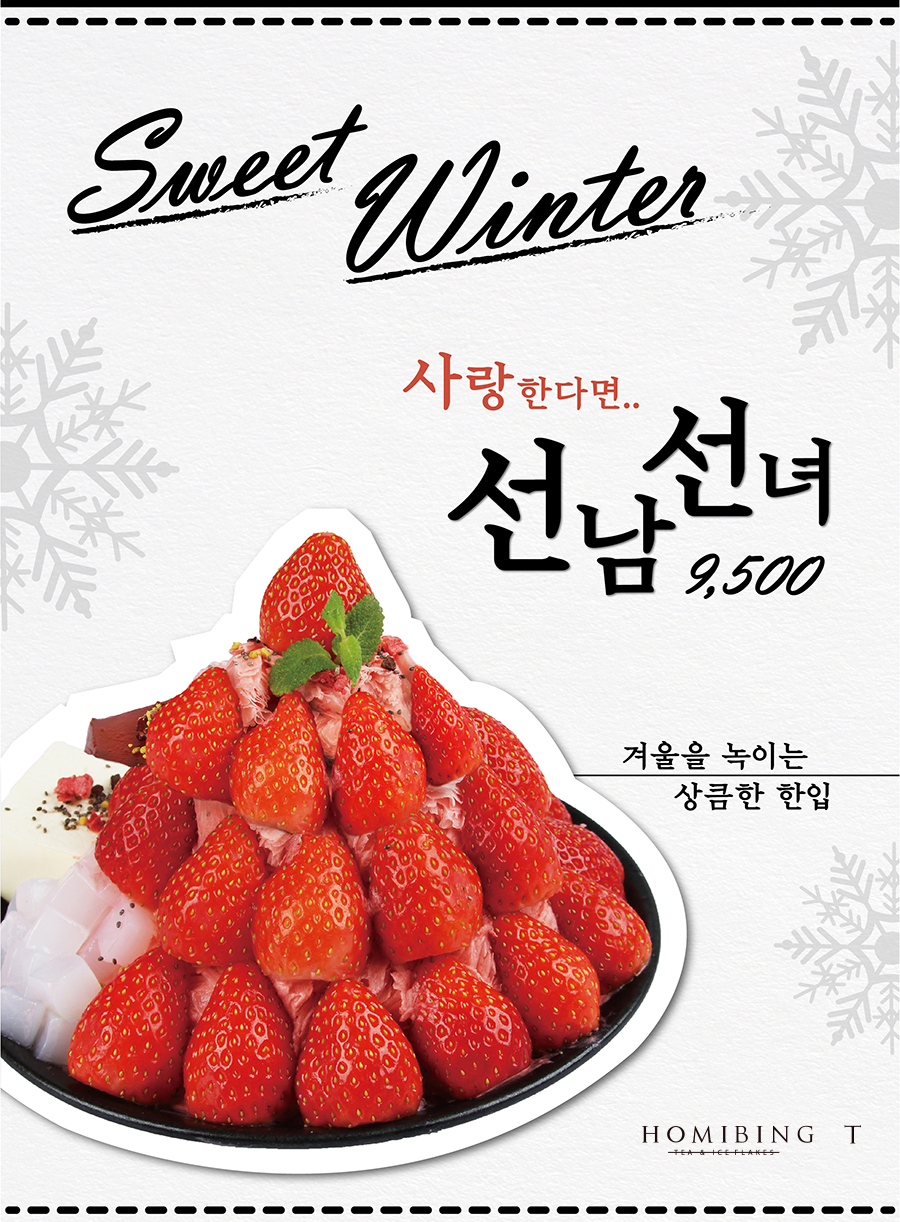 Sweet
Winter
사랑한다면..
선남선녀
9,500
겨울을 녹이는
상큼한 한입
HOMIBING T
TEA & ICE FLAKES